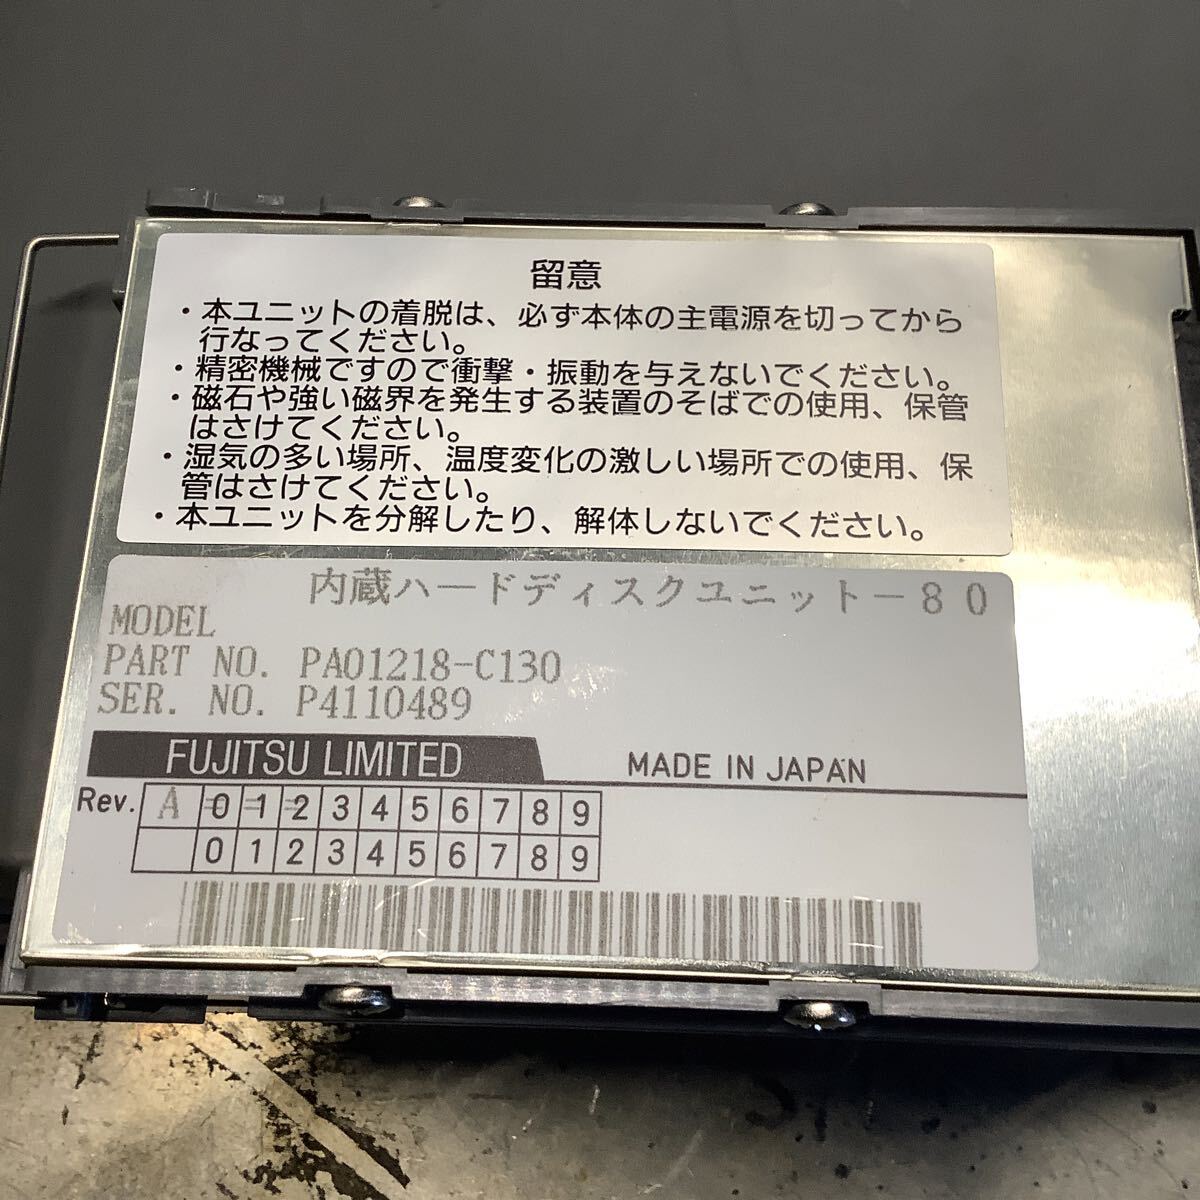 留意
・本ユニットの着脱は、必ず本体の主電源を切ってから
行なってください。
・精密機械ですので衝撃・振動を与えないでください。
・磁石や強い磁界を発生する装置のそばでの使用、保管
はさけてください。
・湿気の多い場所、温度変化の激しい場所での使用、保
管はさけてください。
・本ユニットを分解したり、解体しないでください。
内蔵ハードディスクユニット－８０
MODEL
PART NO. PA01218-C130
SER. NO. P4110489
FUJITSU LIMITED MADE IN JAPAN
Rev. A 0 1 2 3 4 5 6 7 8 9
0 1 2 3 4 5 6 7 8 9